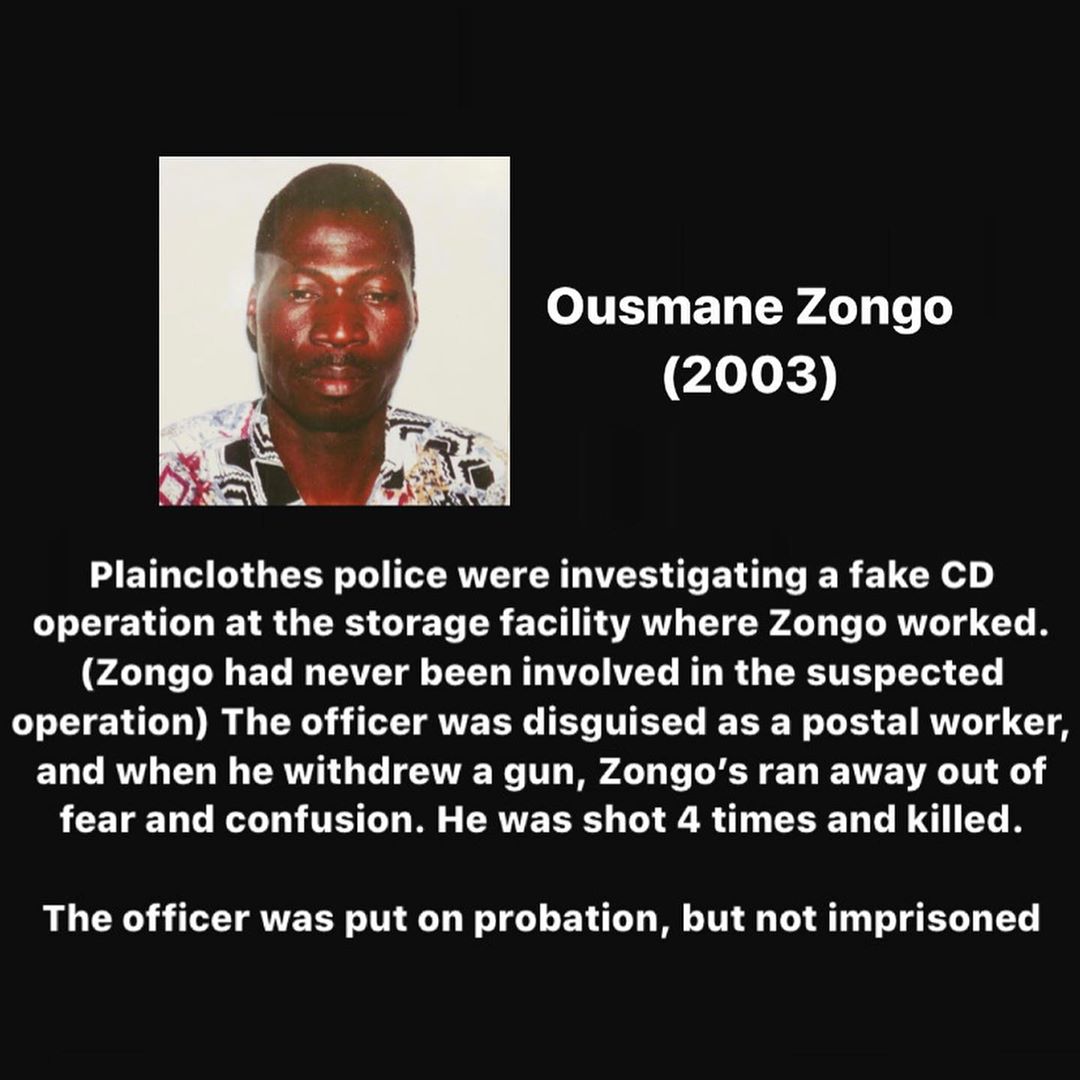 Ousmane Zongo
(2003)
Plainclothes police were investigating a fake CD
operation at the storage facility where Zongo worked.
(Zongo had never been involved in the suspected
operation) The officer was disguised as a postal worker,
and when he withdrew a gun, Zongo’s ran away out of
fear and confusion. He was shot 4 times and killed.
The officer was put on probation, but not imprisoned